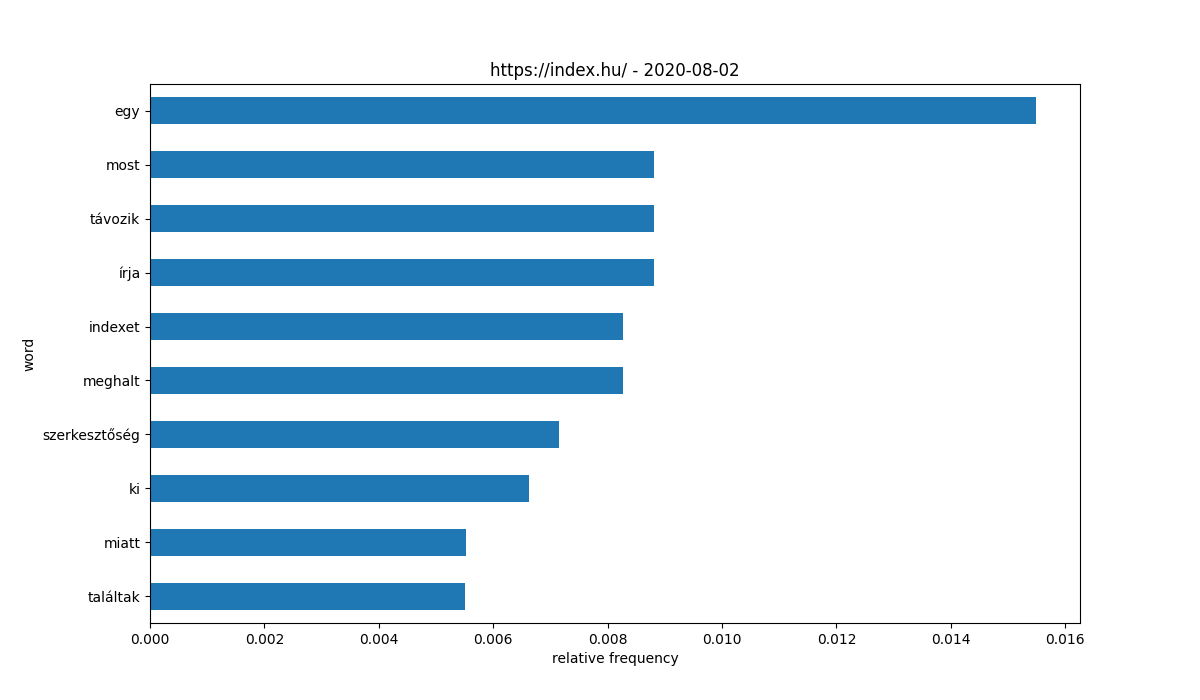 https://index.hu/ - 2020-08-02
egy
most
távozik
írja
indexet
meghalt
szerkesztőség
ki
miatt
találtak
word
0.000 0.002 0.004 0.006 0.008 0.010 0.012 0.014 0.016
relative frequency